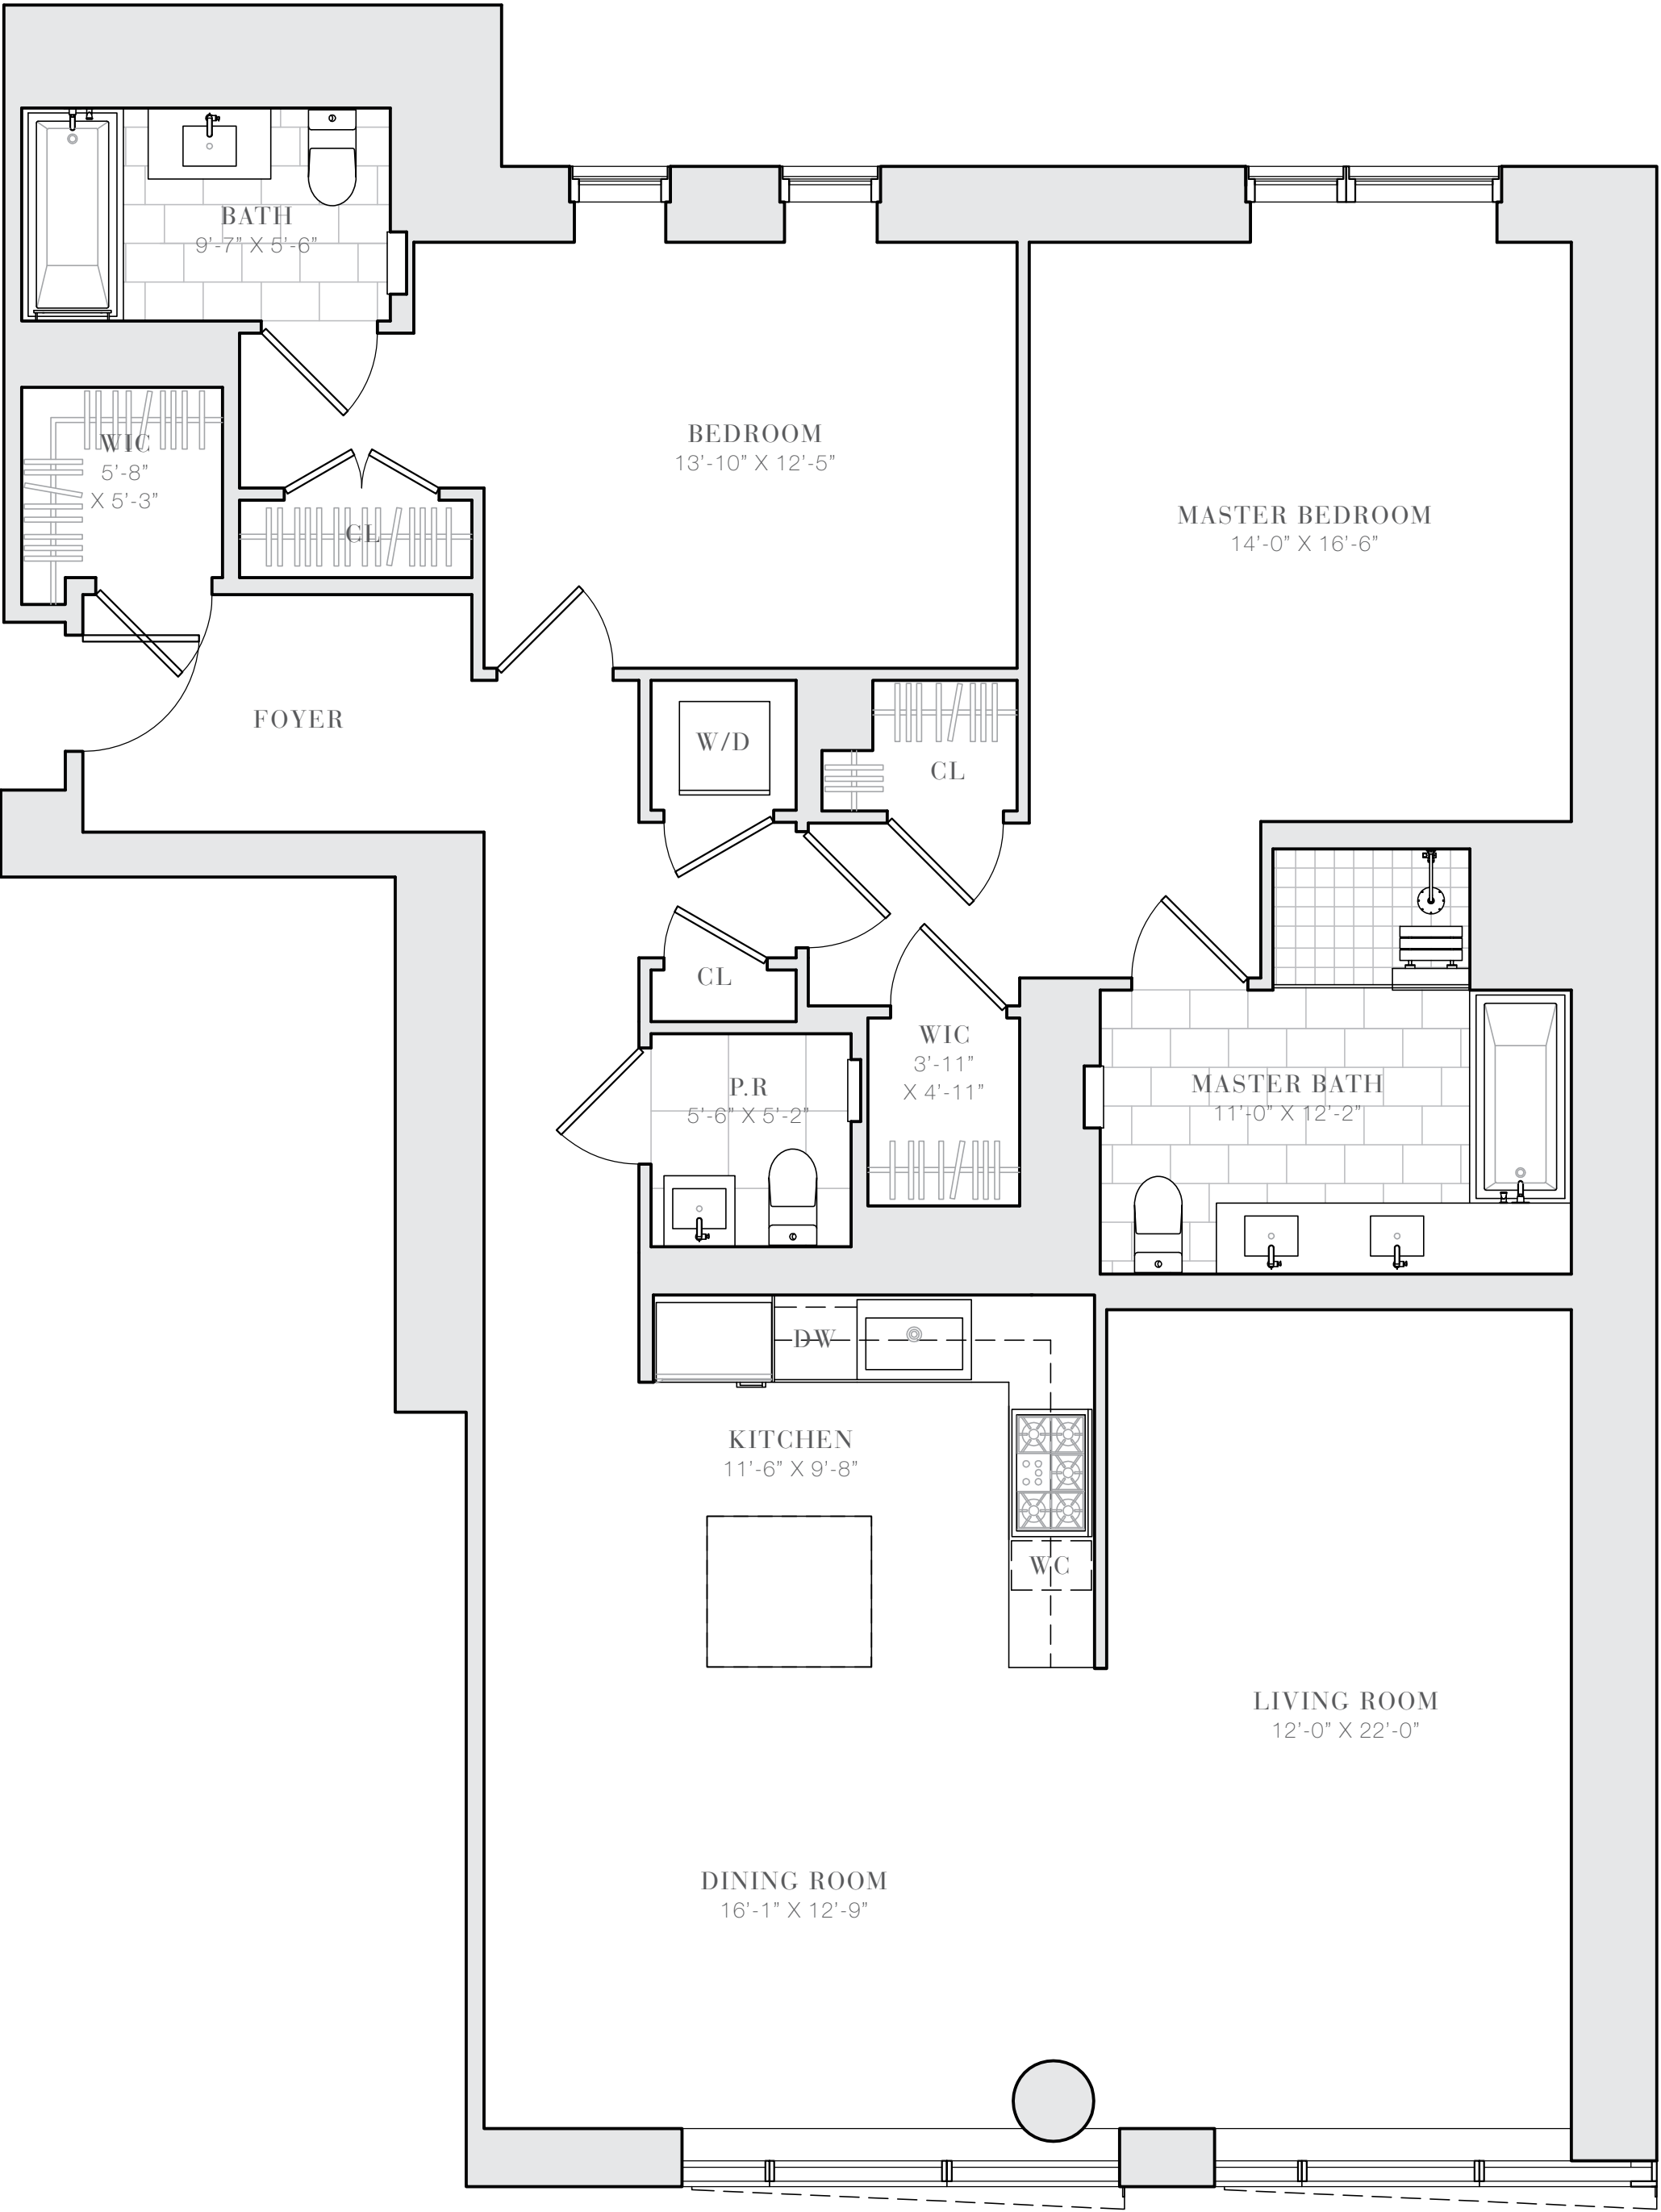 BATH
9’-7” X 5’-6”
WIC
5’-8”
X 5’-3”
CL
BEDROOM
13’-10” X 12’-5”
MASTER BEDROOM
14’-0” X 16’-6”
FOYER
W/D
CL
CL
WIC
3’-11”
X 4’-11”
P.R
5’-6” X 5’-2”
MASTER BATH
11’-0” X 12’-2”
DW
KITCHEN
11’-6” X 9’-8”
WC
LIVING ROOM
12’-0” X 22’-0”
DINING ROOM
16’-1” X 12’-9”